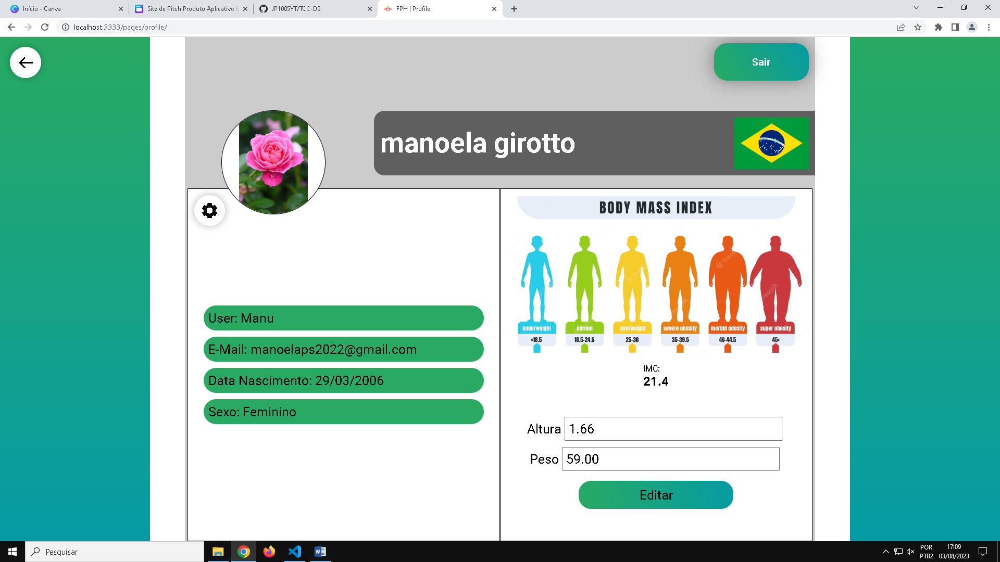 Início - Canva
Site de Pitch Produto Aplicativo
JP1005YT/TCC-DS
FPH | Profile
localhost:3333/pages/profile/
Sair
manoela girotto
BODY MASS INDEX
underweight
normal
overweight
severe obesity
morbid odesity
super obesity
<18.5
18.5-24.5
25-30
35-39.5
40-44.5
45<
User: Manu
E-Mail: manoelaps2022@gmail.com
Data Nascimento: 29/03/2006
Sexo: Feminino
IMC:
21.4
Altura 1.66
Peso 59.00
Editar
Pesquisar
POR
PTB2
17:09
03/08/2023